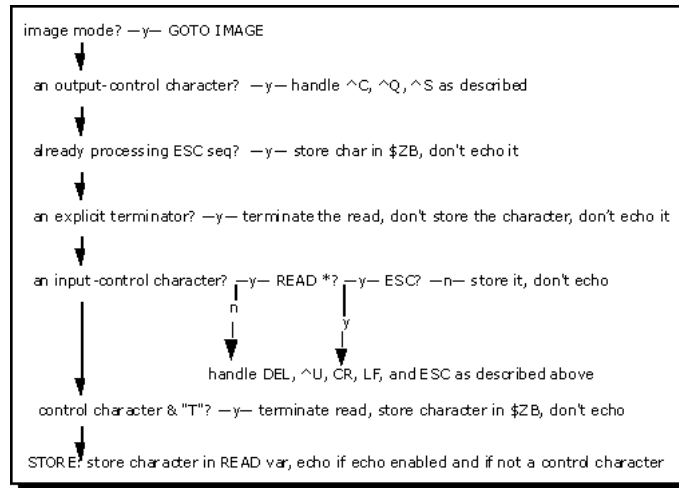 image mode? —y— GOTO IMAGE
an output-control character? —y— handle ^C, ^Q, ^S as described
already processing ESC seq? —y— store char in $ZB, don't echo it
an explicit terminator? —y— terminate the read, don't store the character, don't echo it
an input-control character? —y— READ *? —y— ESC? —n— store it, don't echo
n
y
handle DEL, ^U, CR, LF, and ESC as described above
control character & "T"? —y— terminate read, store character in $ZB, don't echo
STORE: store character in READ var, echo if echo enabled and if not a control character